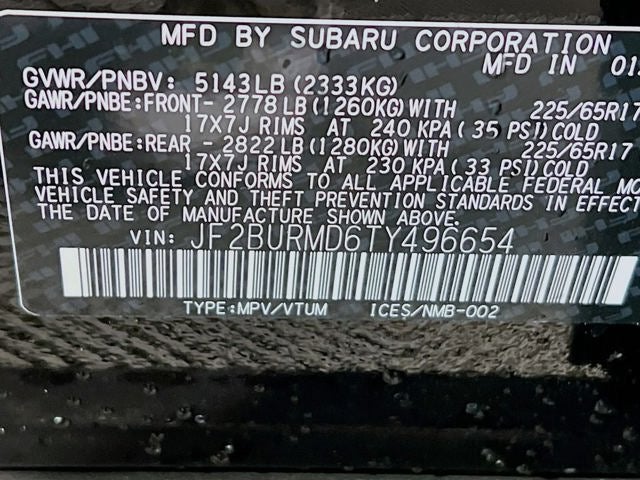 MFD BY SUBARU CORPORATION
MFD IN 01
GVWR/PNBV: 5143LB (2333KG)
GAWR/PNBE:FRONT- 2778 LB(1260KG)WITH 225/65R17
17X7J RIMS AT 240 KPA( 35 PSI)COLD
GAWR/PNBE:REAR - 2822 LB(1280KG)WITH 225/65R17
17X7J RIMS AT 230 KPA (33 PSI)COLD
THIS VEHICLE CONFORMS TO ALL APPLICABLE FEDERAL MO
VEHICLE SAFETY AND THEFT PREVENTION STANDARDS IN EFFECT
THE DATE OF MANUFACTURE SHOWN ABOVE.
VIN: JF2BURMD6TY496654
TYPE:MPV/VTUM ICES/NMB-002